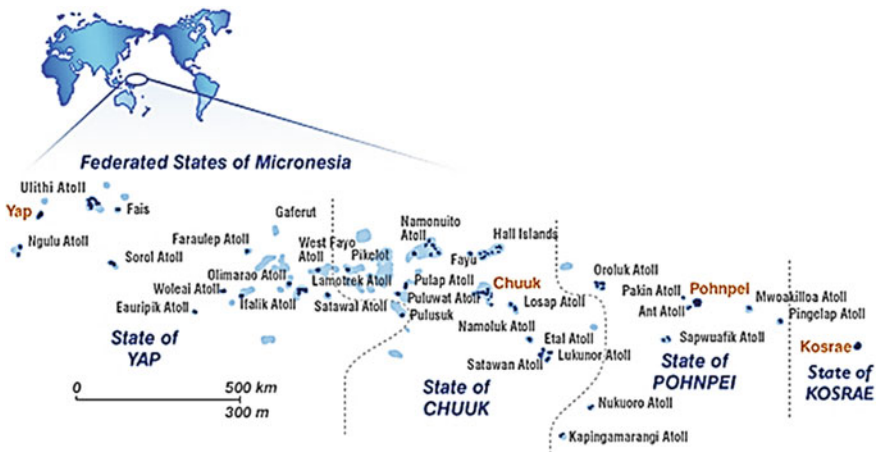 Federated States of Micronesia
Ulithi Atoll
Yap
Fais
Ngulu Atoll
Sorol Atoll
Gaferut
Faraulep Atoll
West Fayo
Atoll
Pikelot
Olimarao Atoll
Lamotrek Atoll
Woleai Atoll
Ifalik Atoll
Satawal Atoll
Eauripik Atoll
State of
YAP
0
500 km
300 m
Namonuito
Atoll
Hall Islands
Fayu
Pulap Atoll
Chuuk
Puluwat Atoll
Losap Atoll
Pulusuk
Namoluk Atoll
Etal Atoll
Satawan Atoll
Lukunor Atoll
State of
CHUUK
Oroluk Atoll
Pakin Atoll
Pohnpei
Ant Atoll
Mwoakilloa Atoll
Pingelap Atoll
Sapwuafik Atoll
State of
POHNPEI
Nukuoro Atoll
Kapingamarangi Atoll
Kosrae
State of
KOSRAE